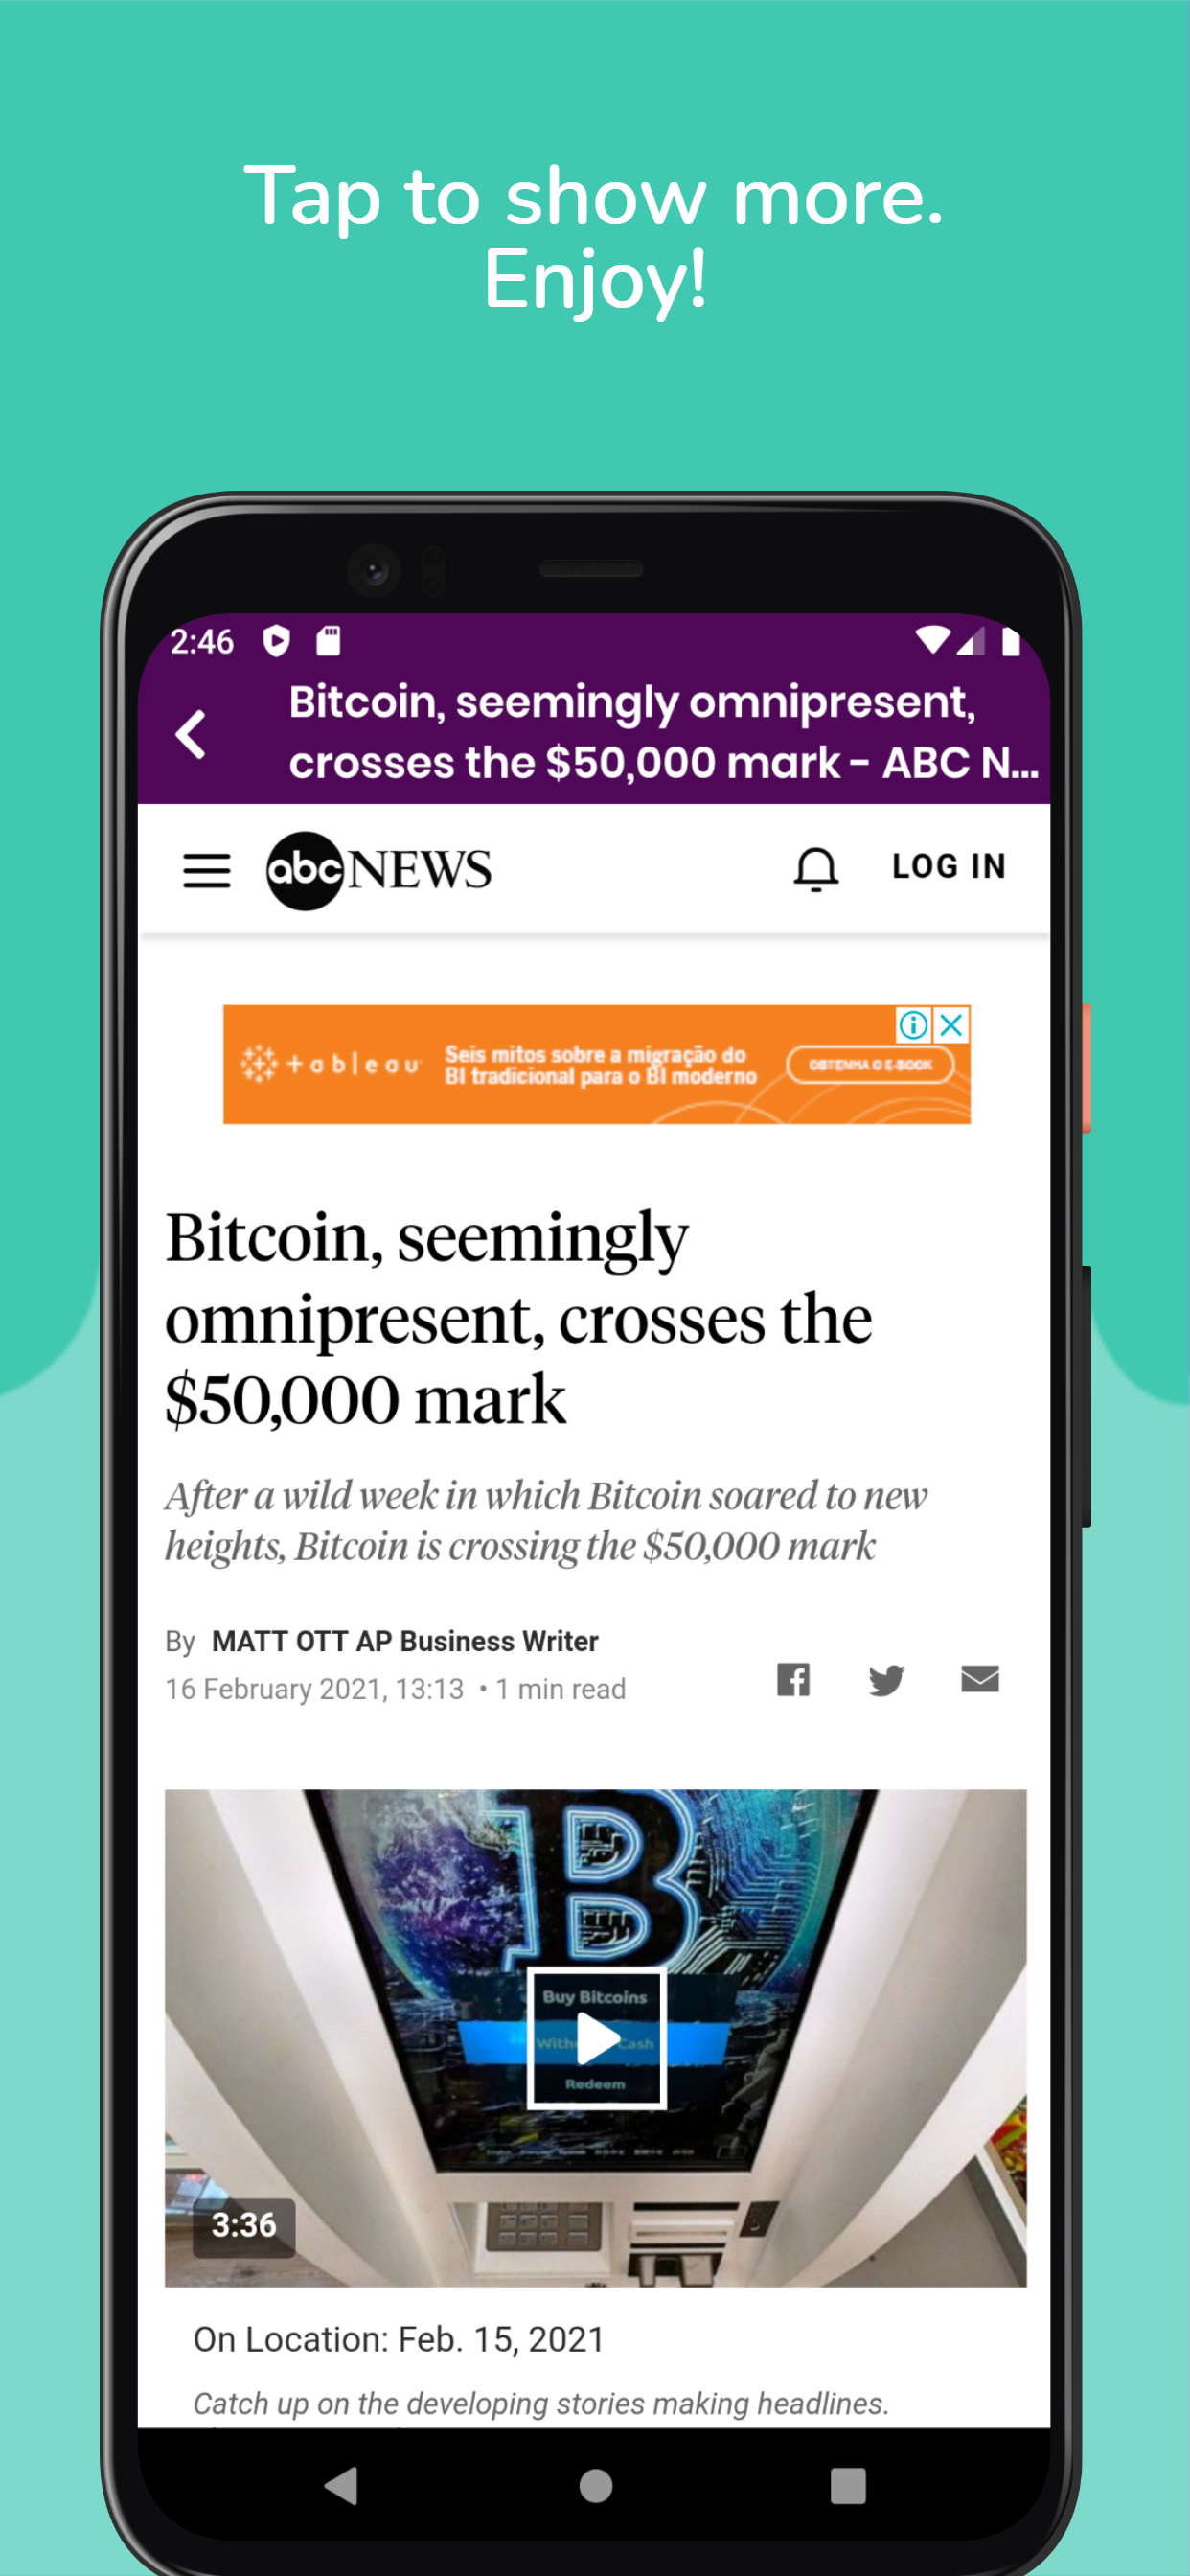 Tap to show more.
Enjoy!
2:46
Bitcoin, seemingly omnipresent,
crosses the $50,000 mark - ABC N...
abc NEWS
LOG IN
+ableau
Seis mitos sobre a migração do
BI tradicional para o BI moderno
OBTENHA O E-BOOK
Bitcoin, seemingly
omnipresent, crosses the
$50,000 mark
After a wild week in which Bitcoin soared to new
heights, Bitcoin is crossing the $50,000 mark
By MATT OTT AP Business Writer
16 February 2021, 13:13 • 1 min read
Buy Bitcoins
Cash
Redeem
3:36
On Location: Feb. 15, 2021
Catch up on the developing stories making headlines.